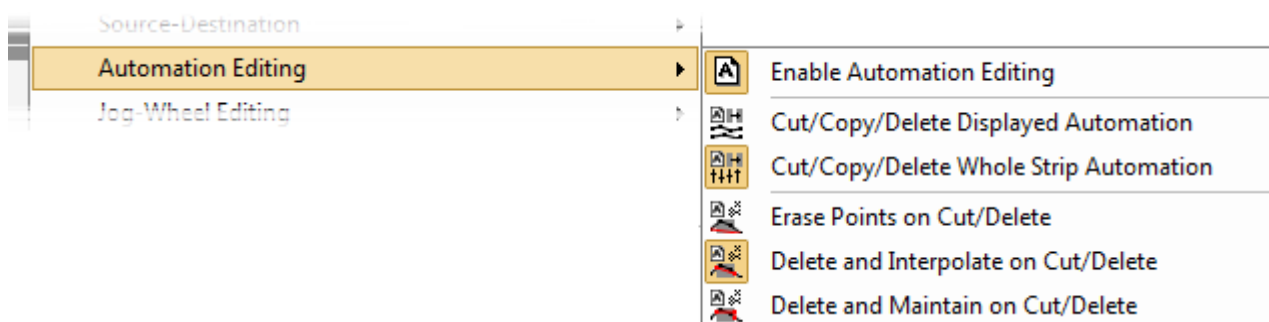 Source-Destination
Automation Editing
Jog-Wheel Editing
Enable Automation Editing
Cut/Copy/Delete Displayed Automation
Cut/Copy/Delete Whole Strip Automation
Erase Points on Cut/Delete
Delete and Interpolate on Cut/Delete
Delete and Maintain on Cut/Delete